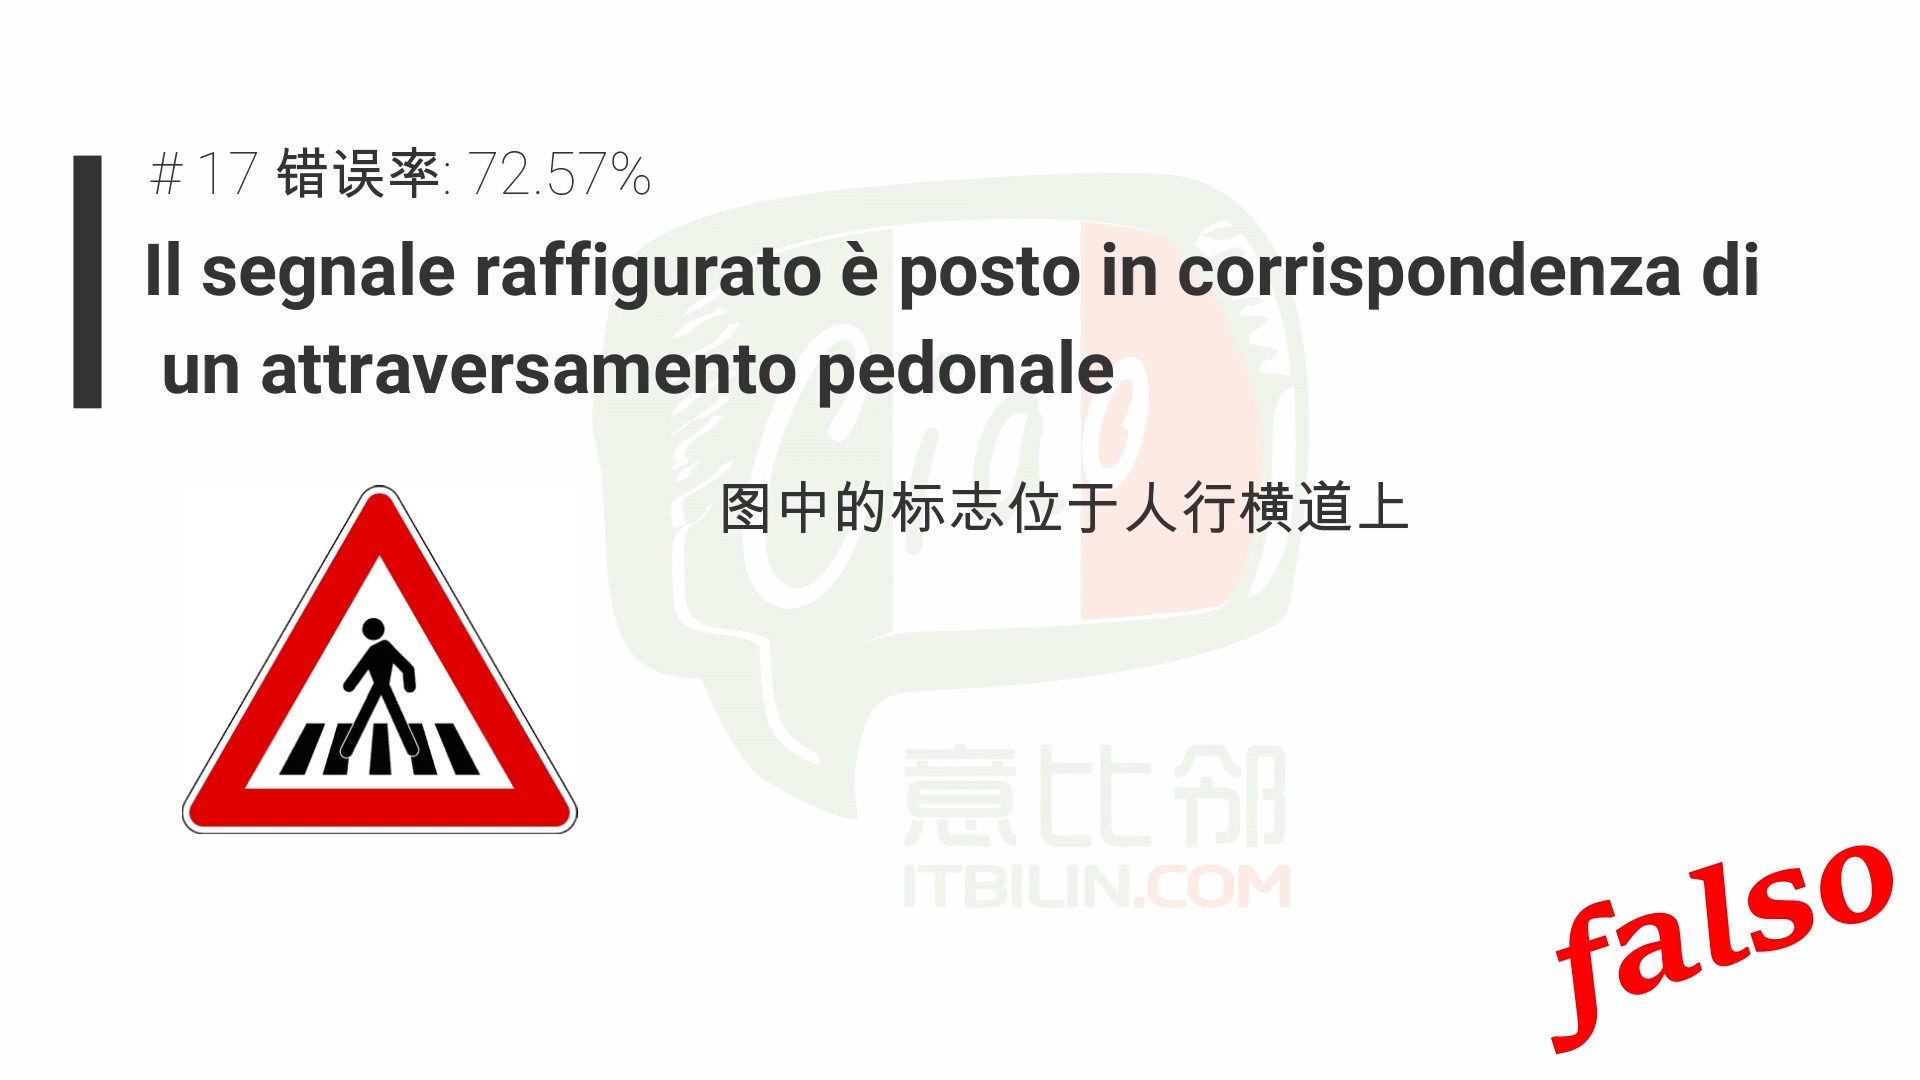 # 17 错误率: 72.57%
Il segnale raffigurato è posto in corrispondenza di
un attraversamento pedonale
图中的标志位于人行横道上
Ciao
意比邻
ITBILIN.COM
falso